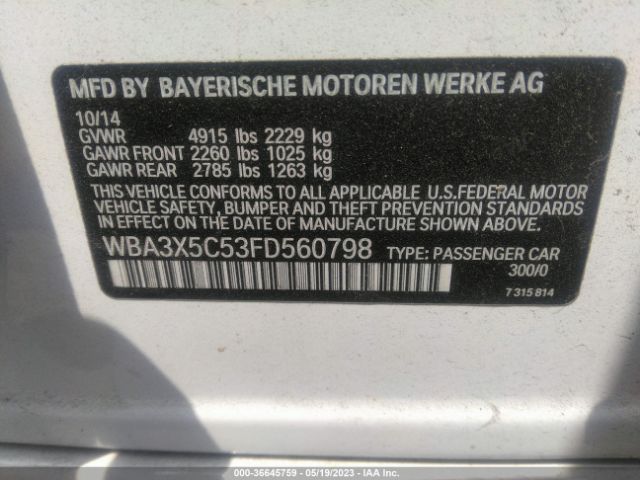 MFD BY BAYERISCHE MOTOREN WERKE AG
10/14
GVWR 4915 lbs 2229 kg
GAWR FRONT 2260 lbs 1025 kg
GAWR REAR 2785 lbs 1263 kg
THIS VEHICLE CONFORMS TO ALL APPLICABLE U.S.FEDERAL MOTOR
VEHICLE SAFETY, BUMPER AND THEFT PREVENTION STANDARDS
IN EFFECT ON THE DATE OF MANUFACTURE SHOWN ABOVE.
WBA3X5C53FD560798 TYPE: PASSENGER CAR
300/0
7 315 814
000-36645759 - 05/19/2023 - IAA Inc.